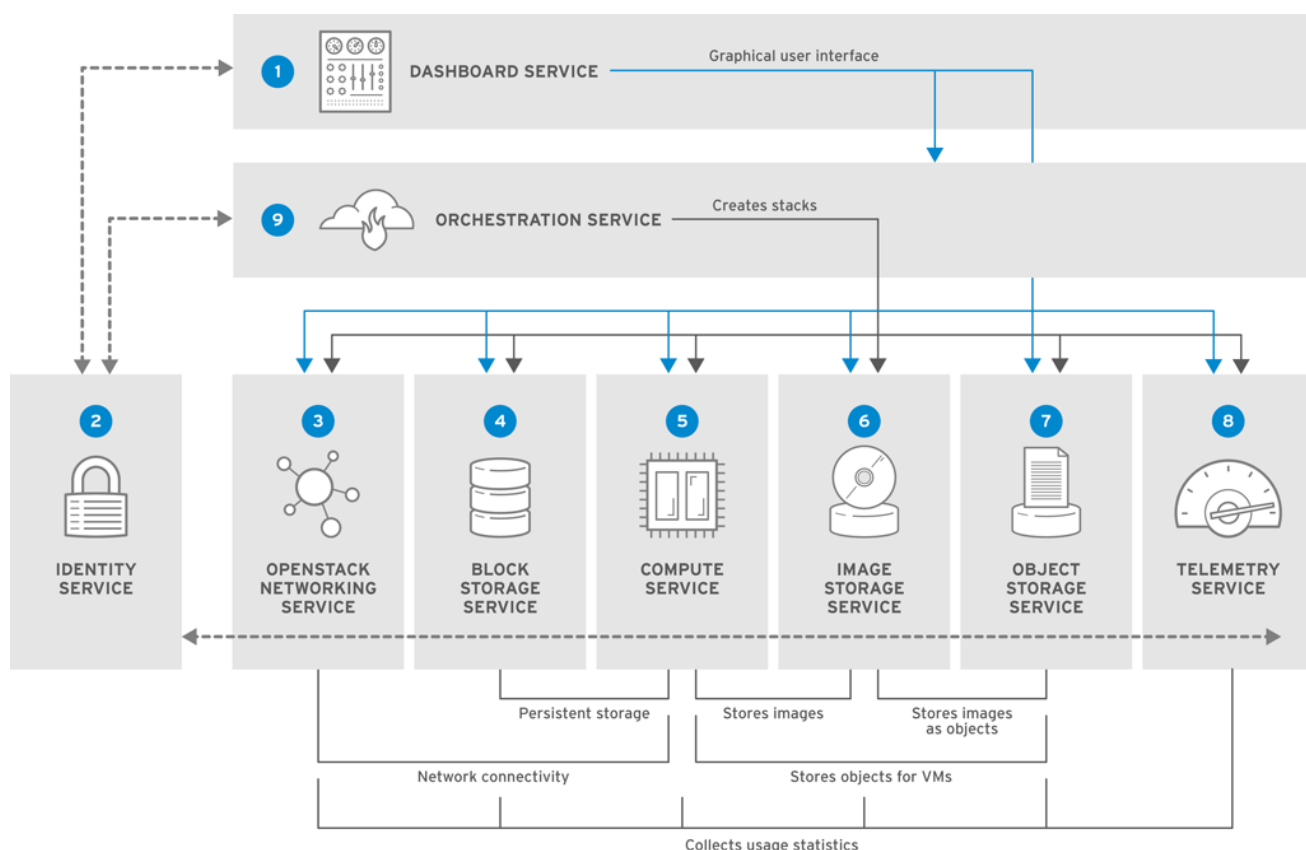 1
DASHBOARD SERVICE
Graphical user interface
9
ORCHESTRATION SERVICE
Creates stacks
2
IDENTITY
SERVICE
3
OPENSTACK
NETWORKING
SERVICE
4
BLOCK
STORAGE
SERVICE
5
COMPUTE
SERVICE
6
IMAGE
STORAGE
SERVICE
7
OBJECT
STORAGE
SERVICE
8
TELEMETRY
SERVICE
Persistent storage
Stores images
Stores images
as objects
Network connectivity
Stores objects for VMs
Collects usage statistics